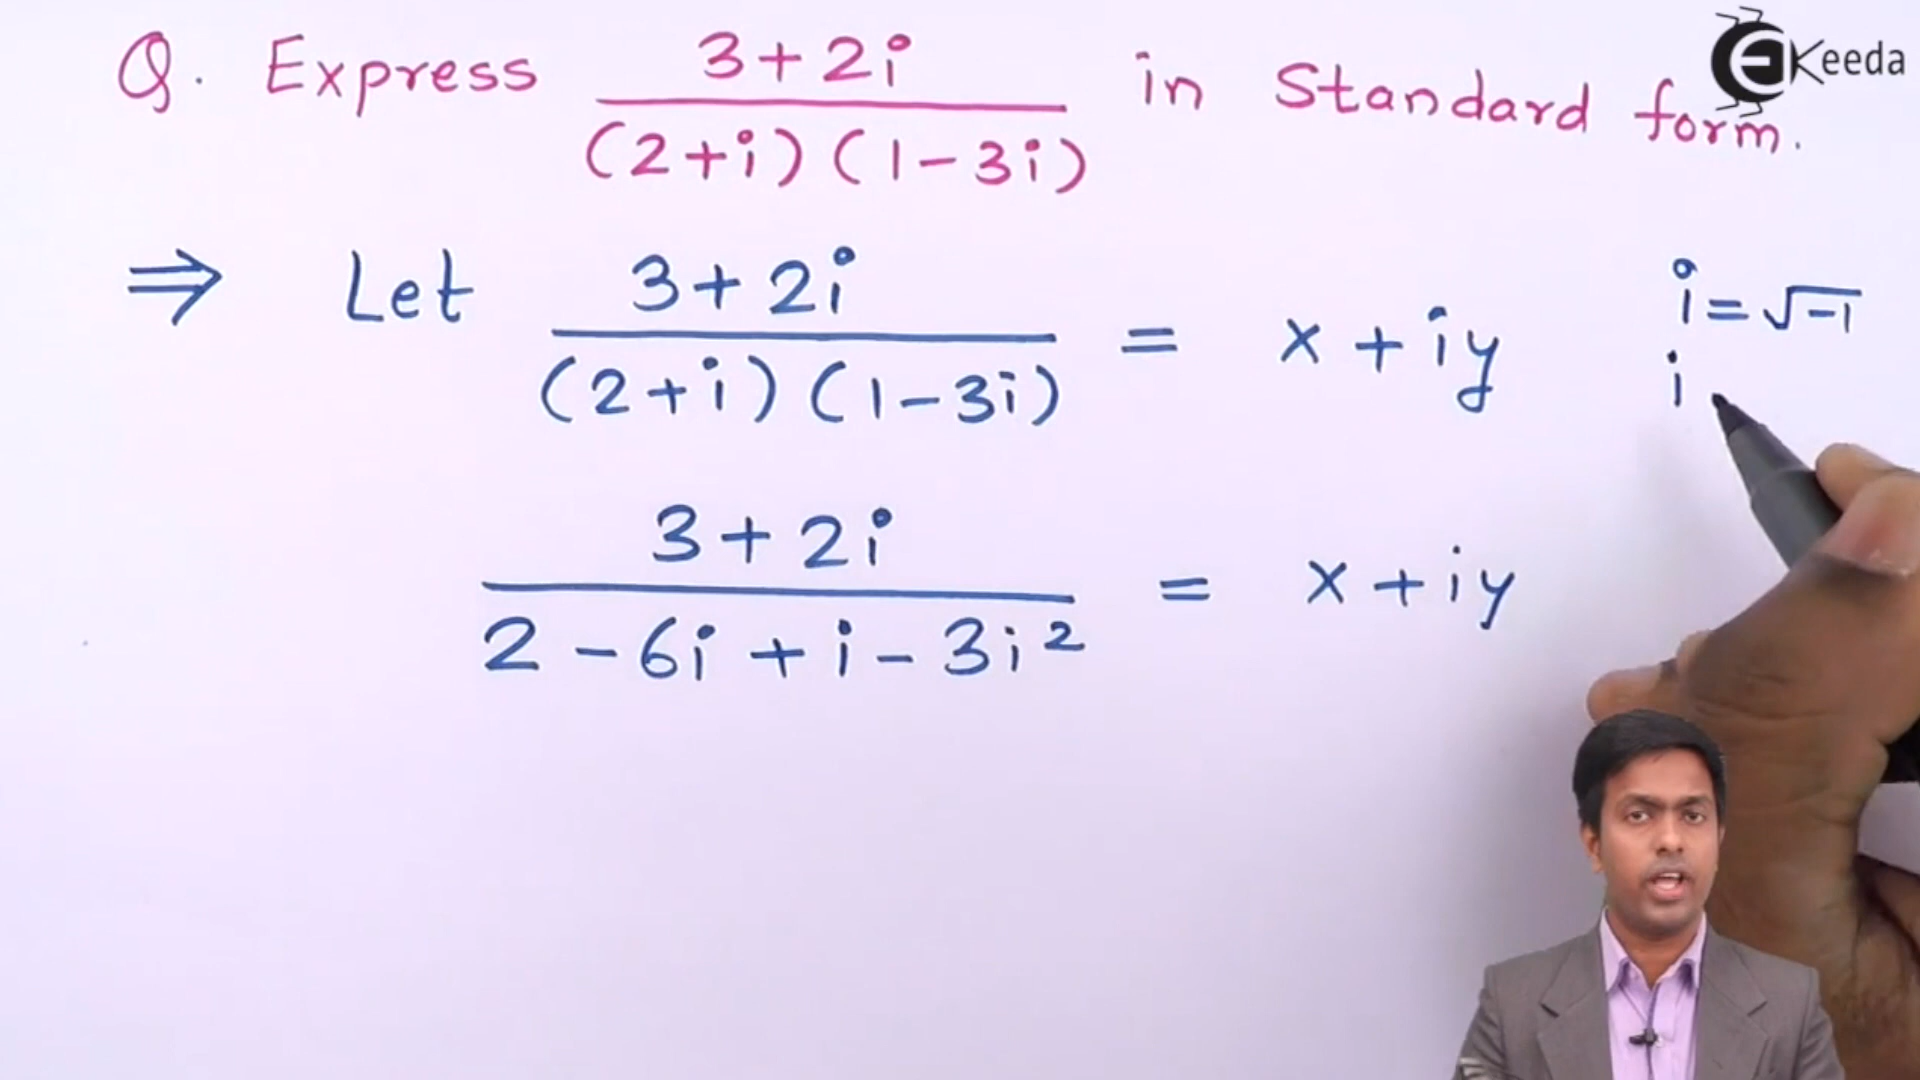 Q. Express (3+2i)/((2+i)(1-3i)) in Standard form.
EKeeda
⇒ Let (3+2i)/((2+i)(1-3i)) = x+iy
i=√-1
i
(3+2i)/(2-6i+i-3i²) = x+iy